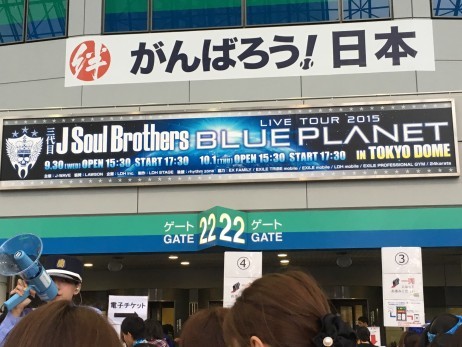 絆 がんばろう!日本
LIVE TOUR 2015
三代目 J Soul Brothers BLUE PLANET
9.30(WED) OPEN 15:30 START 17:30 10.1(THU) OPEN 15:30 START 17:30 IN TOKYO DOME
ゲート 22 22 ゲート
GATE GATE
④ ③
電子チケット